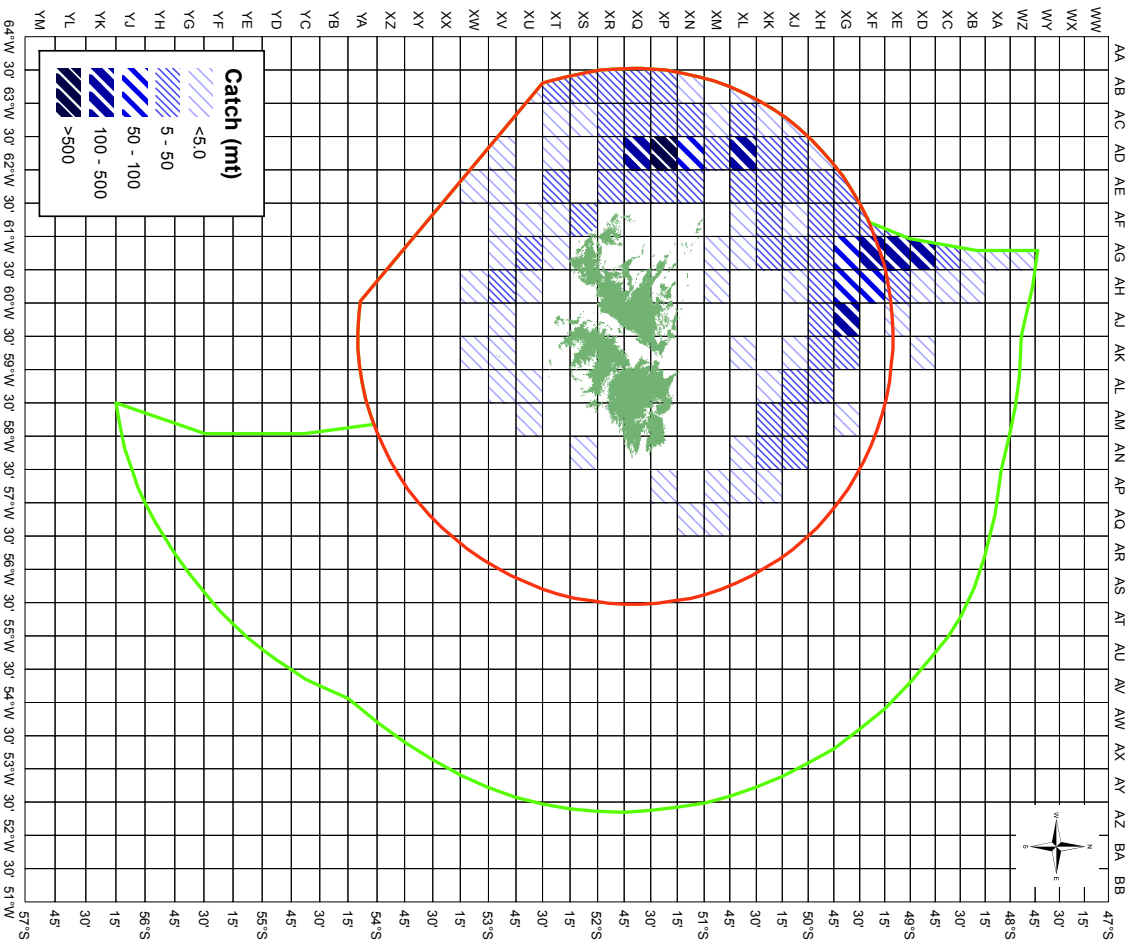 AA AB AC AD AE AF AG AH AJ AK AL AM AN AP AQ AR AS AT AU AV AW AX AY AZ BA BB
WW
WX
WY
WZ
XA
XB
XC
XD
XE
XF
XG
XH
XJ
XK
XL
XM
XN
XP
XQ
XR
XS
XT
XU
XV
XW
XX
XY
XZ
YA
YB
YC
YD
YE
YF
YG
YH
YJ
YK
YL
YM
N
W
E
S
47°S
15'
30'
45'
48°S
15'
30'
45'
49°S
15'
30'
45'
50°S
15'
30'
45'
51°S
15'
30'
45'
52°S
15'
30'
45'
53°S
15'
30'
45'
54°S
15'
30'
45'
55°S
15'
30'
45'
56°S
15'
30'
45'
57°S
Catch (mt)
<5.0
5 - 50
50 - 100
100 - 500
>500
64°W 30' 63°W 30' 62°W 30' 61°W 30' 60°W 30' 59°W 30' 58°W 30' 57°W 30' 56°W 30' 55°W 30' 54°W 30' 53°W 30' 52°W 30' 51°W